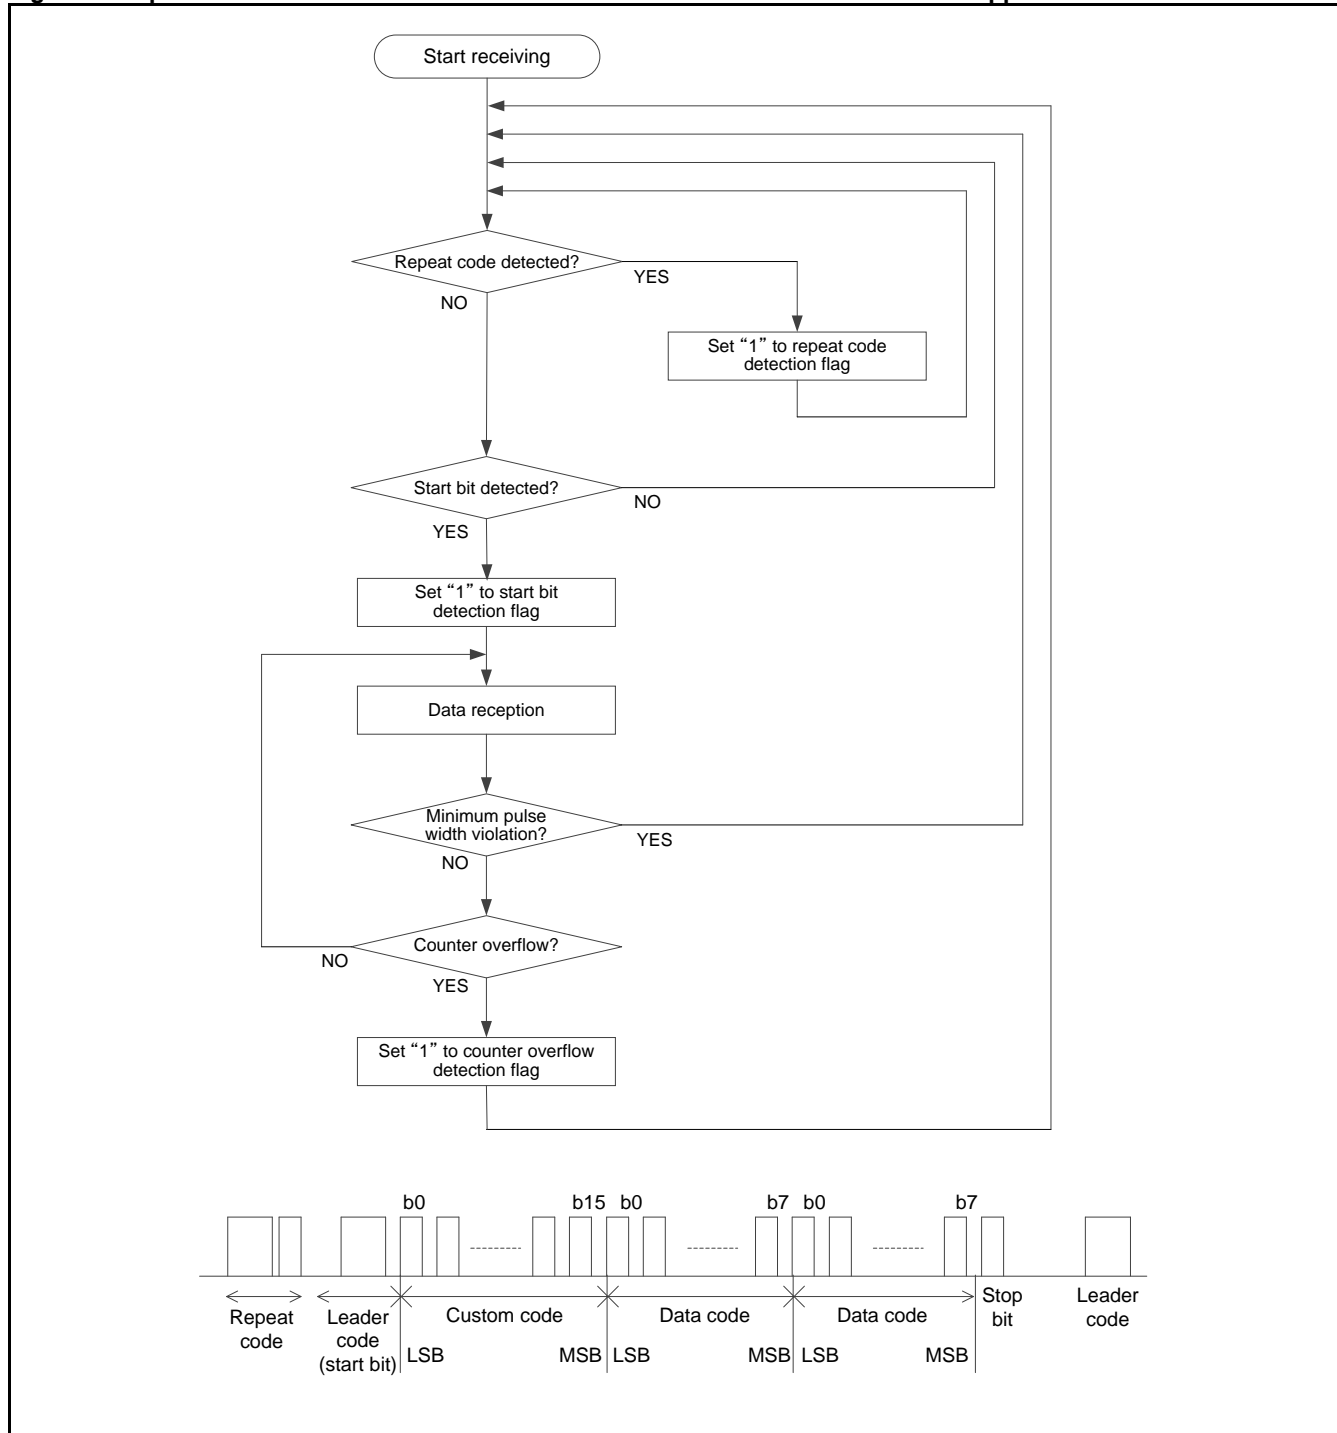 Start receiving
Repeat code detected?
YES
NO
Set “1” to repeat code
detection flag
Start bit detected?
NO
YES
Set “1” to start bit
detection flag
Data reception
Minimum pulse
width violation?
YES
NO
Counter overflow?
NO
YES
Set “1” to counter overflow
detection flag
b0 b15 b0 b7 b0 b7
Repeat
code
Leader
code
(start bit)
Custom code
Data code
Data code
Stop
bit
Leader
code
LSB MSB LSB MSB LSB MSB